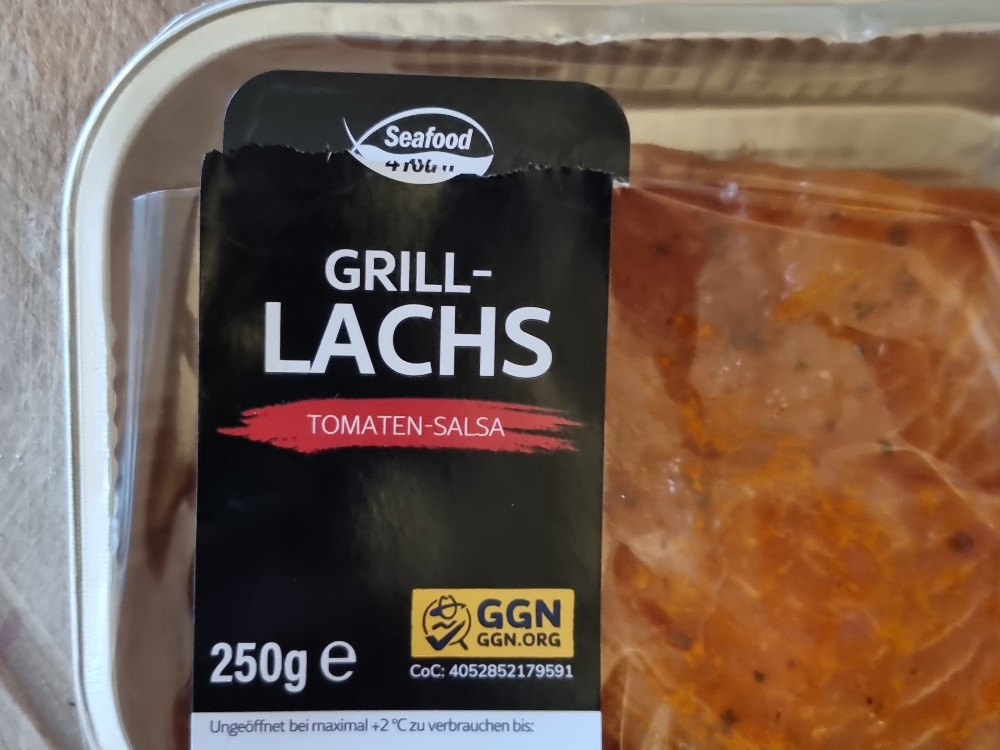 Seafood
GRILL-
LACHS
TOMATEN-SALSA
GGN
GGN.ORG
250g e
CoC: 4052852179591
Ungeöffnet bei maximal +2 °C zu verbrauchen bis: